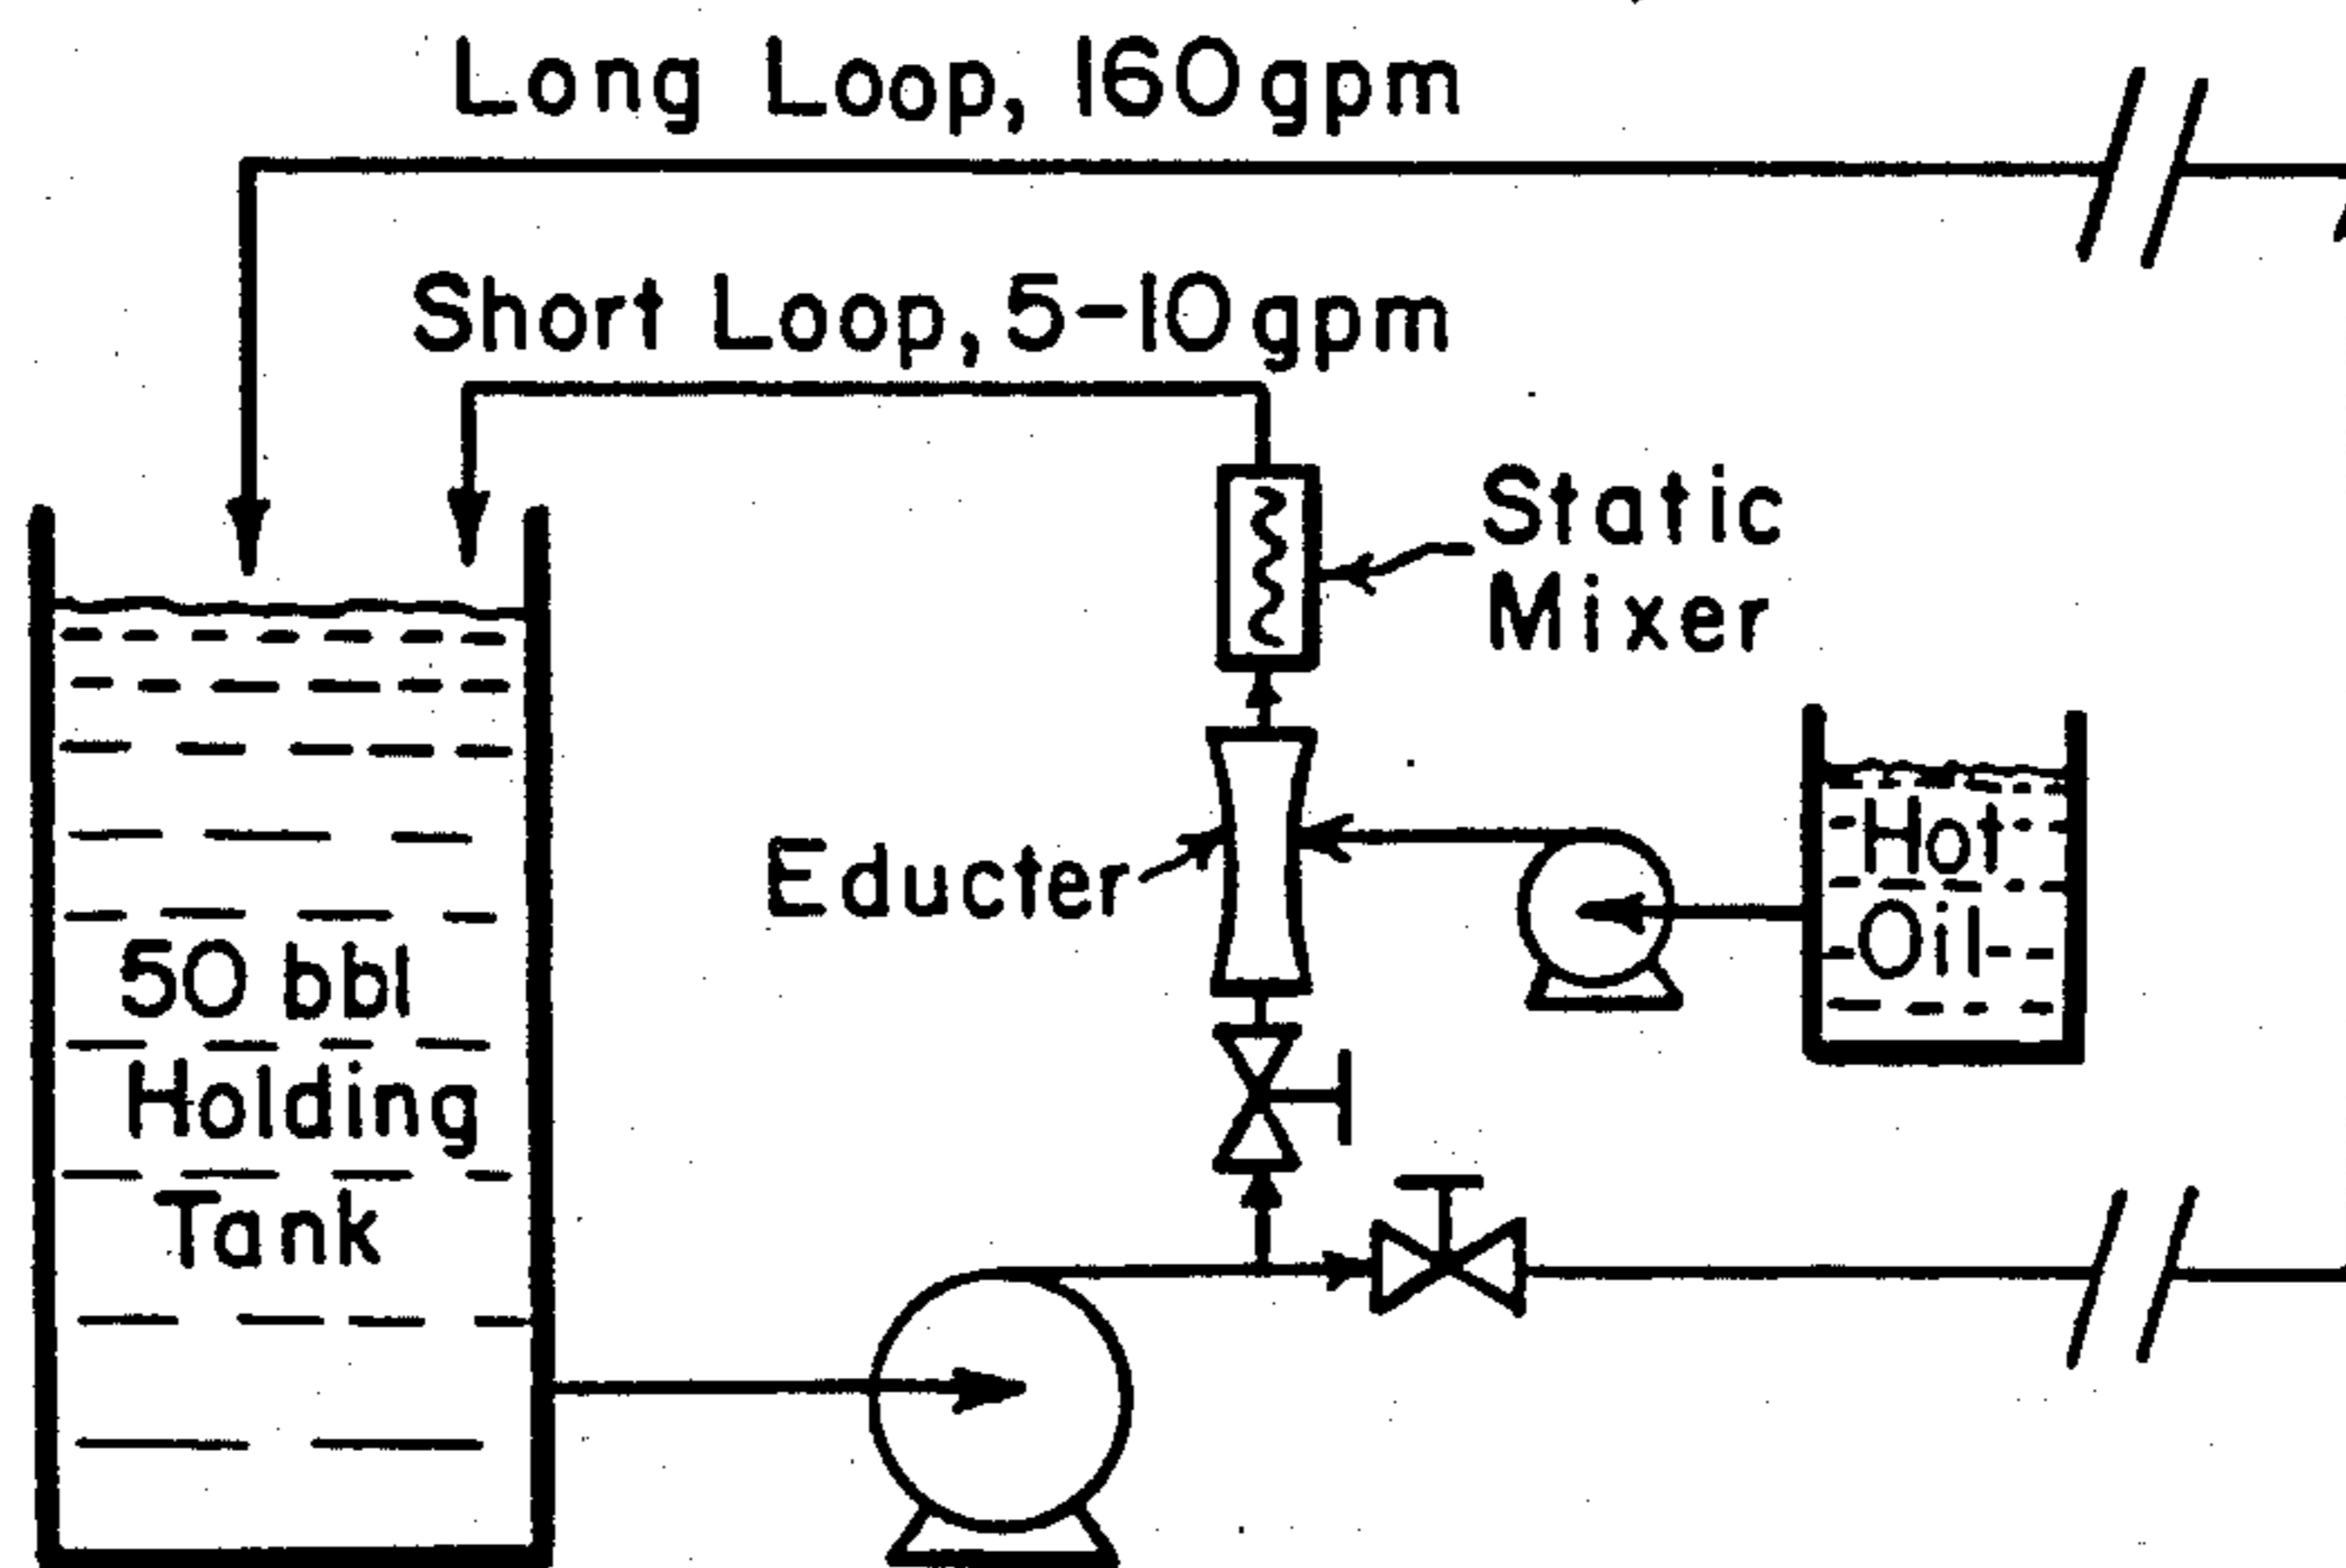 Long Loop, 160 gpm
Short Loop, 5-10 gpm
Static
Mixer
Hot
Oil
Educter
50 bbl
Holding
Tank